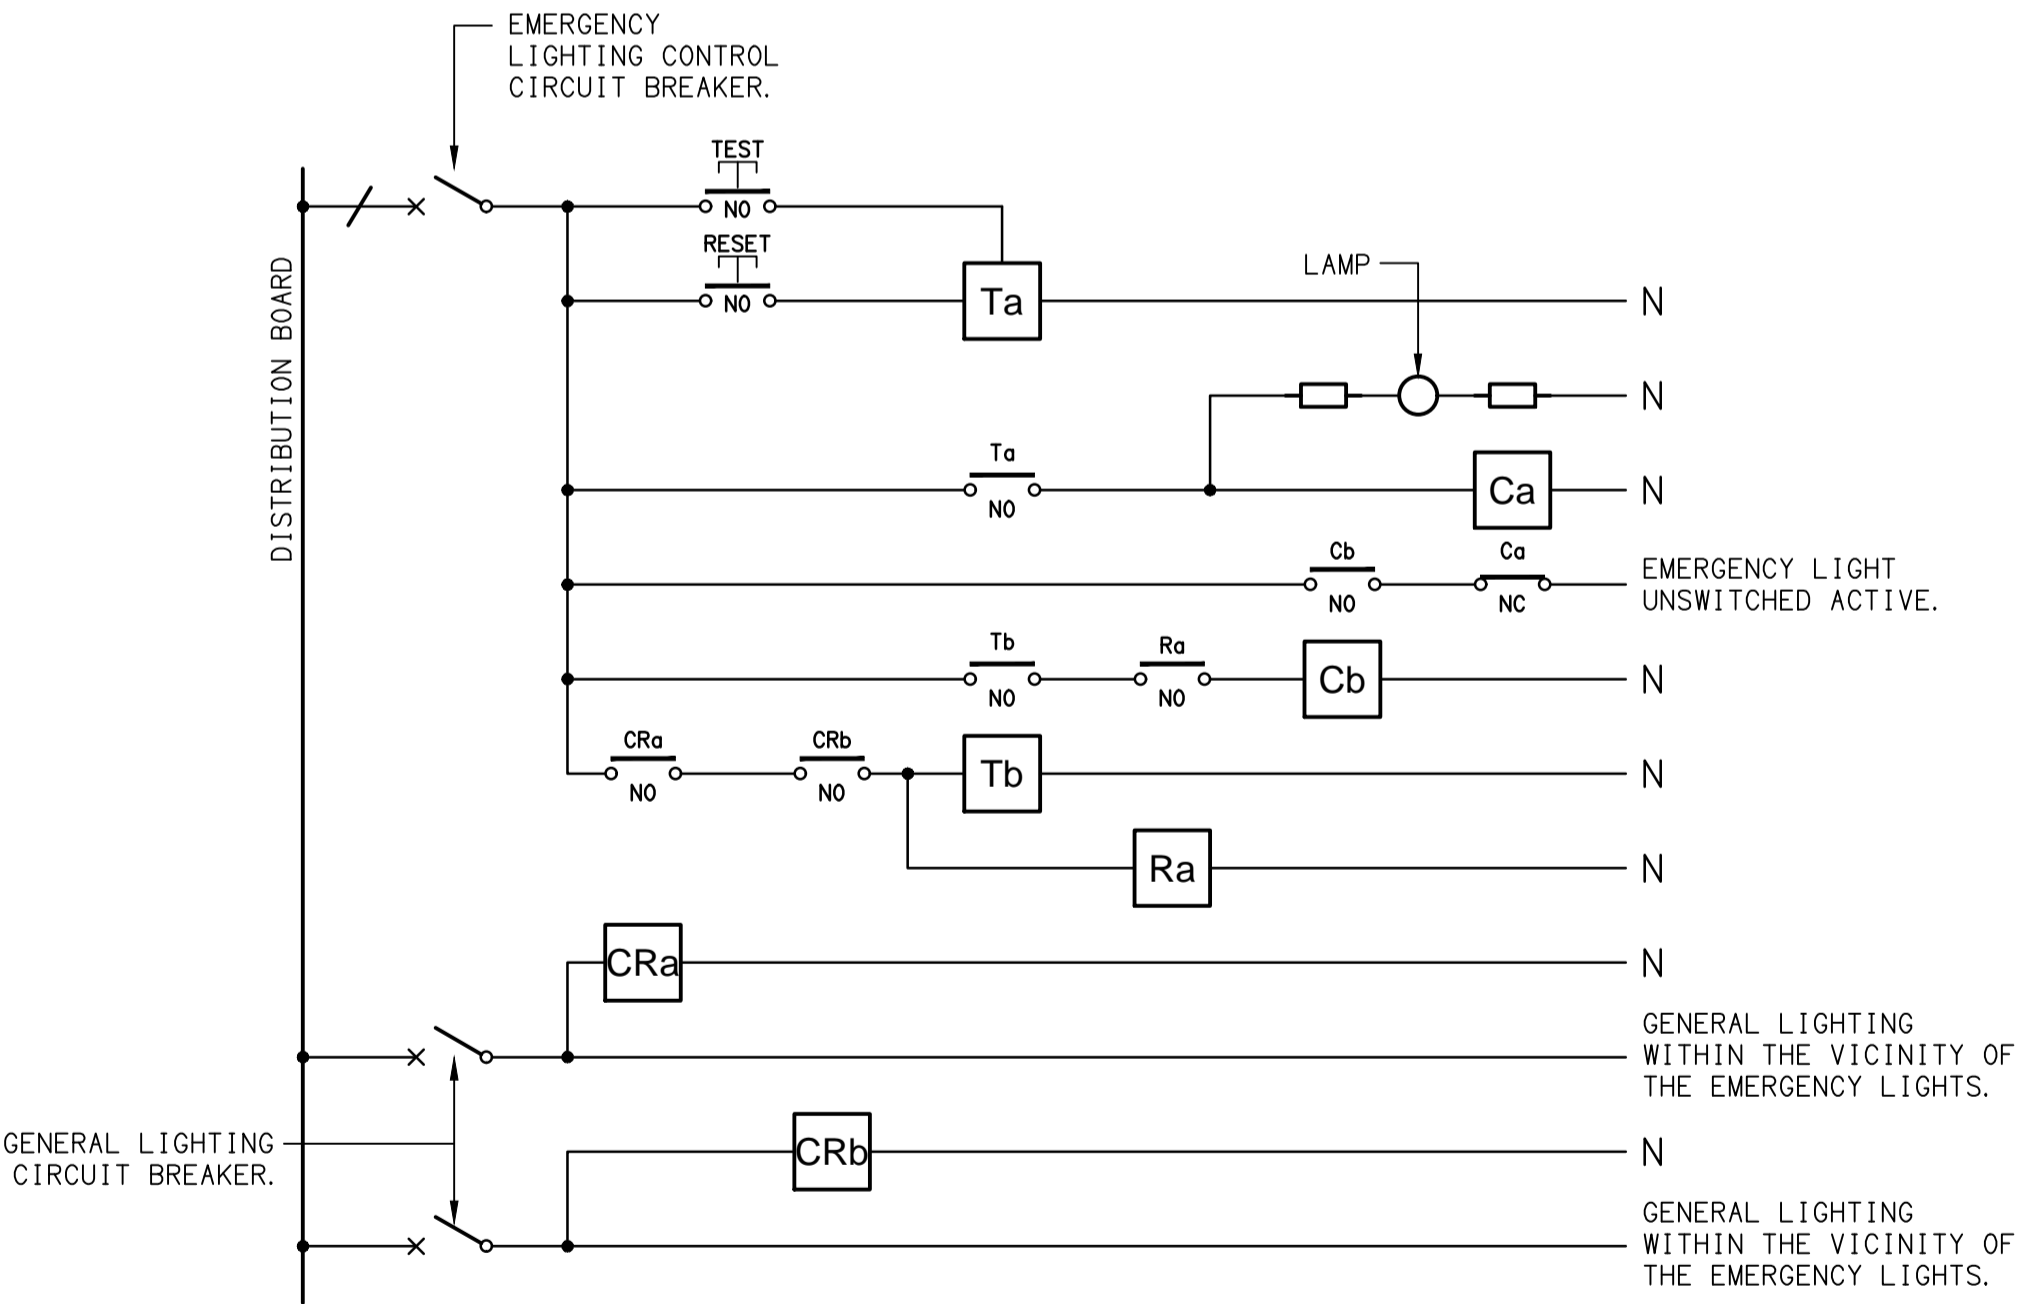 EMERGENCY
LIGHTING CONTROL
CIRCUIT BREAKER.
TEST
NO
RESET
NO
DISTRIBUTION BOARD
Ta
N
LAMP
N
Ta
NO
Ca
N
Cb
NO
Ca
NC
EMERGENCY LIGHT
UNSWITCHED ACTIVE.
Tb
NO
Ra
NO
Cb
N
CRa
NO
CRb
NO
Tb
N
Ra
N
CRa
N
GENERAL LIGHTING
WITHIN THE VICINITY OF
THE EMERGENCY LIGHTS.
GENERAL LIGHTING
CIRCUIT BREAKER.
CRb
N
GENERAL LIGHTING
WITHIN THE VICINITY OF
THE EMERGENCY LIGHTS.